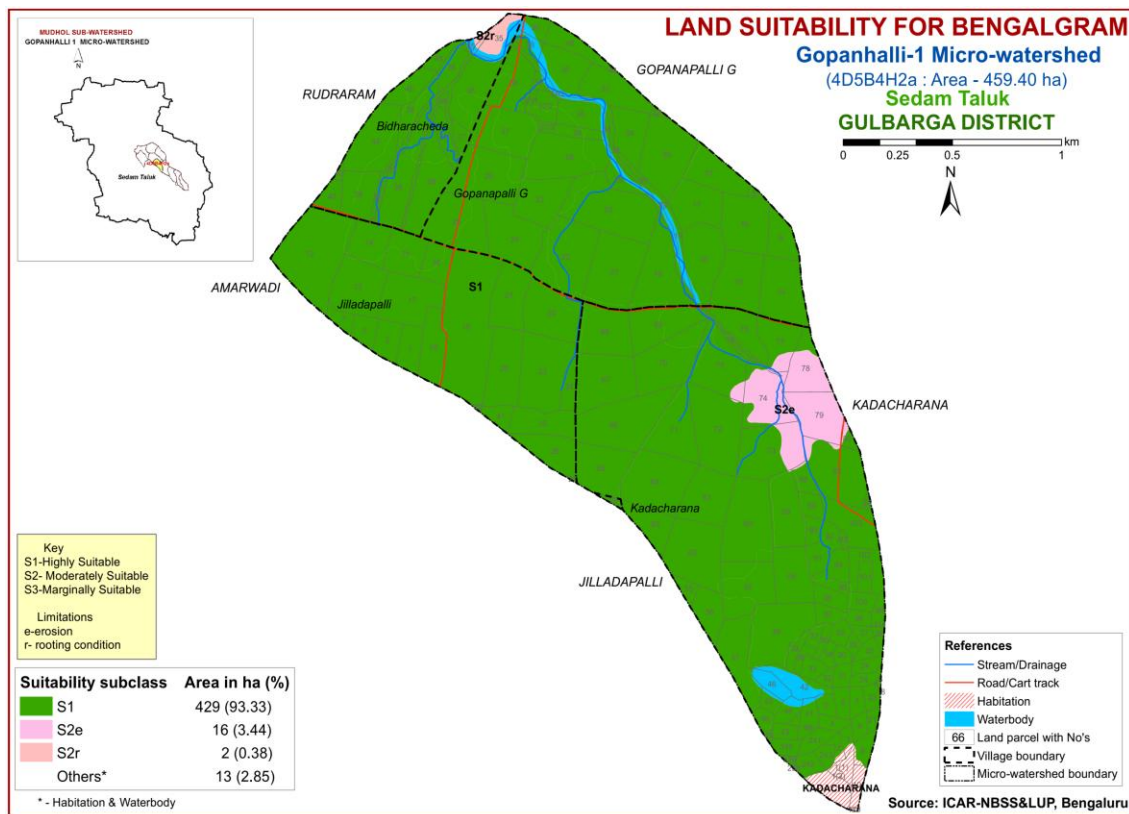 LAND SUITABILITY FOR BENGALGRAM
Gopanhalli-1 Micro-watershed
(4D5B4H2a : Area - 459.40 ha)
Sedam Taluk
GULBARGA DISTRICT
0 0.25 0.5 1 km
N
MUDHOL SUB-WATERSHED
GOPANHALLI 1 MICRO-WATERSHED
N
Sedam Taluk
S2r
38
GOPANAPALLI G
RUDRARAM
Bidharacheda
Gopanapalli G
AMARWADI
S1
Jilladapalli
78
74
S2e
79
KADACHARANA
Kadacharana
JILLADAPALLI
46
42
KADACHARANA
Key
S1-Highly Suitable
S2- Moderately Suitable
S3-Marginally Suitable
Limitations
e-erosion
r- rooting condition
Suitability subclass Area in ha (%)
S1 429 (93.33)
S2e 16 (3.44)
S2r 2 (0.38)
Others* 13 (2.85)
* - Habitation & Waterbody
References
Stream/Drainage
Road/Cart track
Habitation
Waterbody
66 Land parcel with No's
Village boundary
Micro-watershed boundary
Source: ICAR-NBSS&LUP, Bengaluru